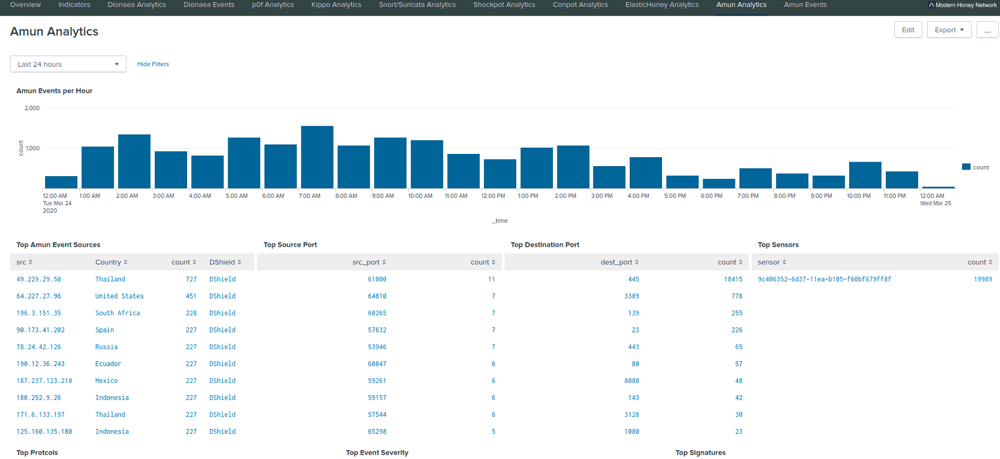 Overview Indicators Dionaea Analytics Dionaea Events p0f Analytics Kippo Analytics Snort/Suricata Analytics Shockpot Analytics Conpot Analytics ElasticHoney Analytics Amun Analytics Amun Events Modern Honey Network
Amun Analytics
Edit Export ...
Last 24 hours Hide Filters
Amun Events per Hour
2,000
1,000
count
count
12:00 AM 1:00 AM 2:00 AM 3:00 AM 4:00 AM 5:00 AM 6:00 AM 7:00 AM 8:00 AM 9:00 AM 10:00 AM 11:00 AM 12:00 PM 1:00 PM 2:00 PM 3:00 PM 4:00 PM 5:00 PM 6:00 PM 7:00 PM 8:00 PM 9:00 PM 10:00 PM 11:00 PM 12:00 AM
Tue Mar 24 Wed Mar 25
2020
_time
Top Amun Event Sources Top Source Port Top Destination Port Top Sensors
src Country count DShield src_port count dest_port count sensor count
49.229.29.50 Thailand 727 DShield 61000 11 445 18415 9c406352-6d37-11ea-b105-f60bf679ff8f 19989
64.227.27.96 United States 451 DShield 64810 7 3389 778
196.3.151.35 South Africa 228 DShield 60265 7 139 255
90.173.41.202 Spain 227 DShield 57632 7 23 226
78.24.42.126 Russia 227 DShield 53946 7 443 65
190.12.36.243 Ecuador 227 DShield 60847 6 80 57
187.237.123.210 Mexico 227 DShield 59261 6 8080 48
180.252.9.26 Indonesia 227 DShield 59157 6 143 42
171.6.133.197 Thailand 227 DShield 57544 6 3128 30
125.160.135.180 Indonesia 227 DShield 65298 5 1080 23
Top Protcols Top Event Severity Top Signatures